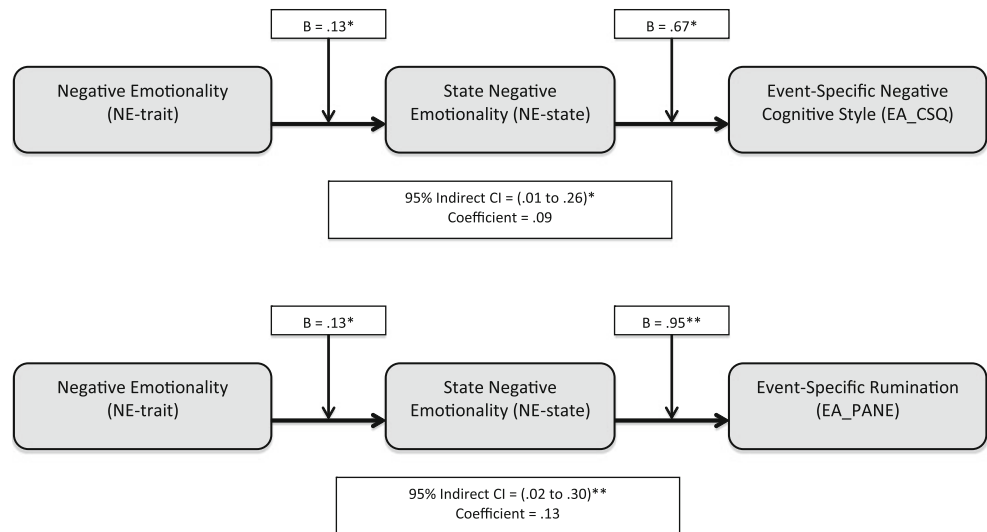 B = .13*
B = .67*
Negative Emotionality
(NE-trait)
State Negative
Emotionality (NE-state)
Event-Specific Negative
Cognitive Style (EA_CSQ)
95% Indirect CI = (.01 to .26)*
Coefficient = .09
B = .13*
B = .95**
Negative Emotionality
(NE-trait)
State Negative
Emotionality (NE-state)
Event-Specific Rumination
(EA_PANE)
95% Indirect CI = (.02 to .30)**
Coefficient = .13